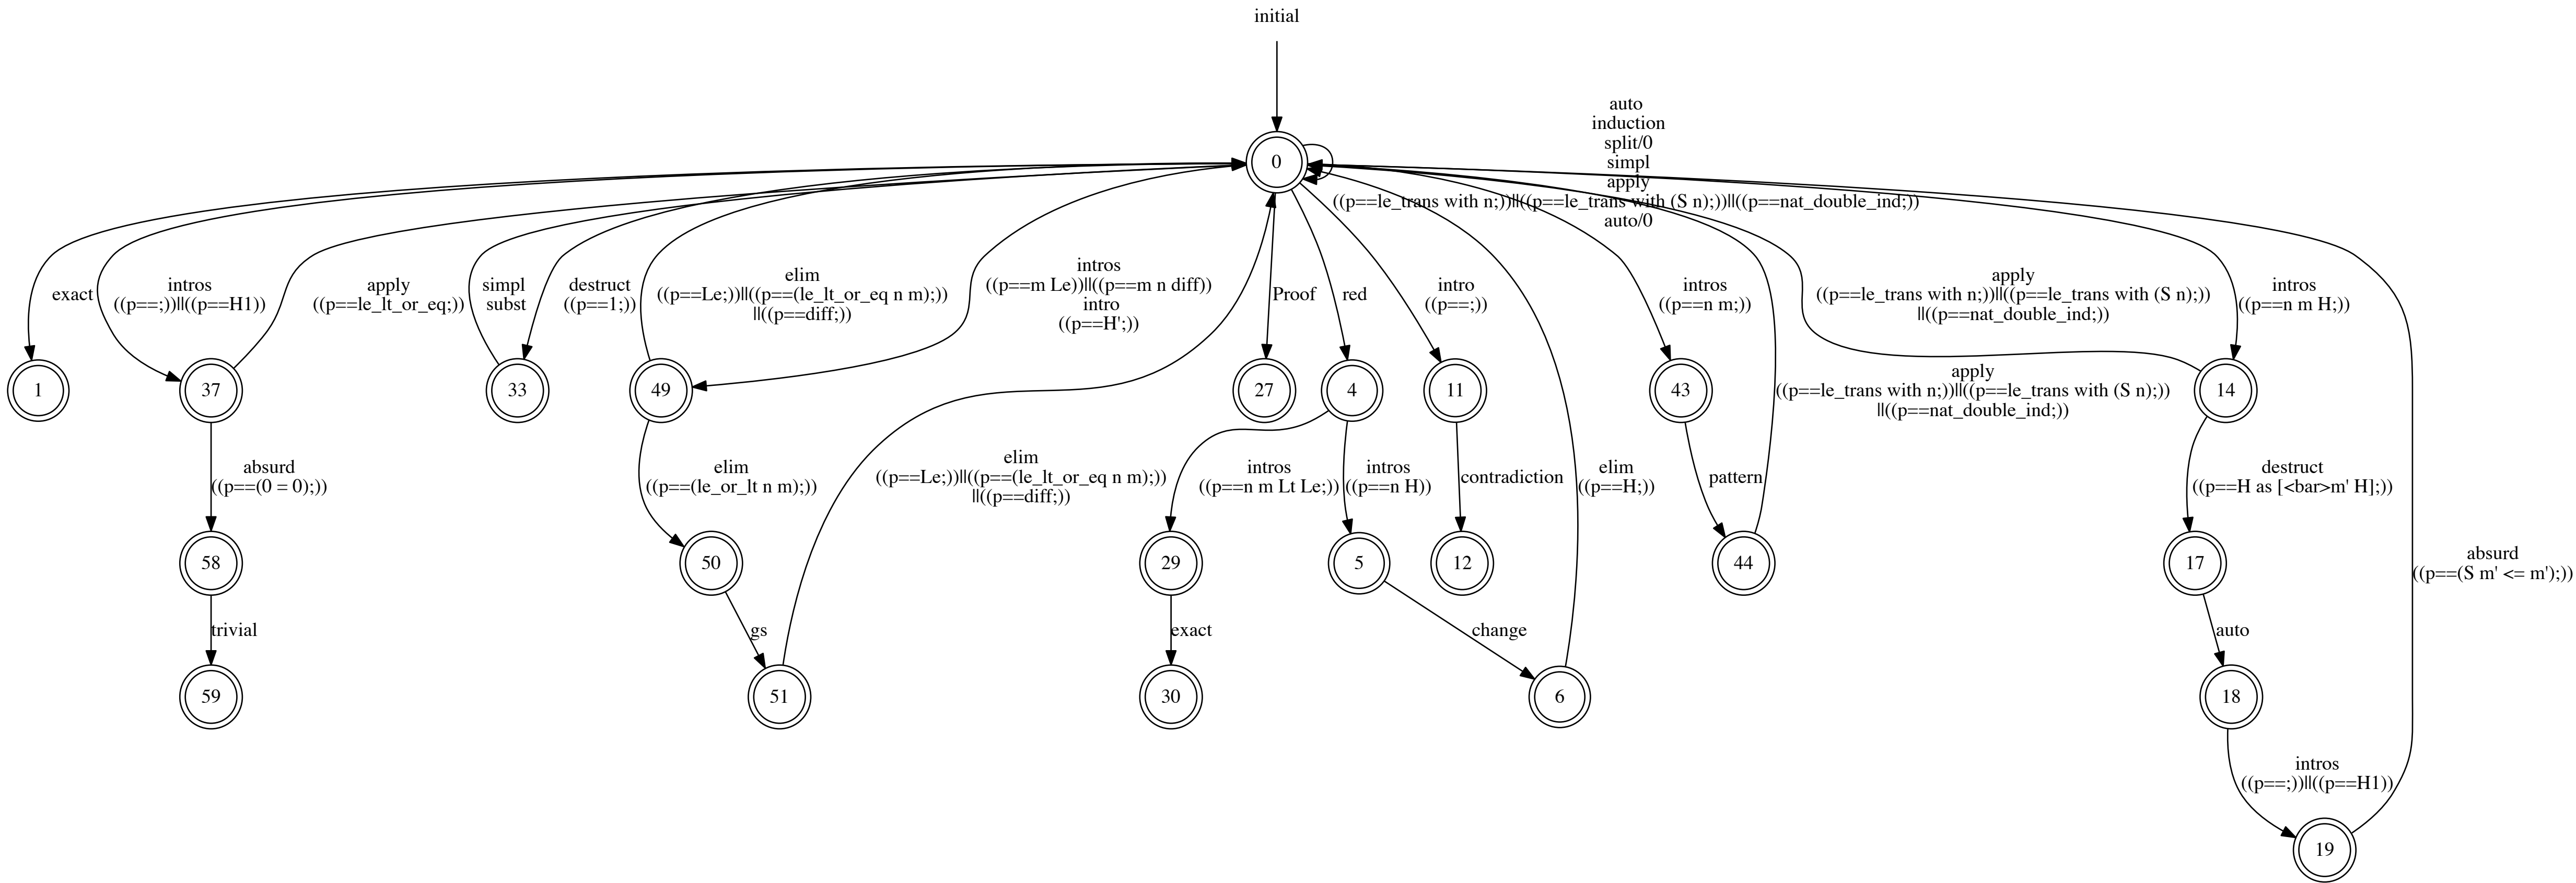 initial
auto
induction
split/0
simpl
apply
((p==le_trans with n;))||((p==le_trans with (S n);))||((p==nat_double_ind;))
auto/0
0
exact
intros
((p==;))||((p==H1))
apply
((p==le_lt_or_eq;))
simpl
subst
destruct
((p==1;))
elim
((p==Le;))||((p==(le_lt_or_eq n m);))
||((p==diff;))
intros
((p==m Le))||((p==m n diff))
intro
((p==H';))
Proof
red
intro
((p==;))
intros
((p==n m;))
apply
((p==le_trans with n;))||((p==le_trans with (S n);))
||((p==nat_double_ind;))
intros
((p==n m H;))
1
37
33
49
27
4
11
43
apply
((p==le_trans with n;))||((p==le_trans with (S n);))
||((p==nat_double_ind;))
14
absurd
((p==(0 = 0);))
elim
((p==(le_or_lt n m);))
elim
((p==Le;))||((p==(le_lt_or_eq n m);))
||((p==diff;))
intros
((p==n m Lt Le;))
intros
((p==n H))
contradiction
elim
((p==H;))
pattern
destruct
((p==H as [<bar>m' H];))
58
50
29
5
12
44
17
absurd
((p==(S m' <= m');))
trivial
gs
exact
change
auto
59
51
30
6
18
intros
((p==;))||((p==H1))
19